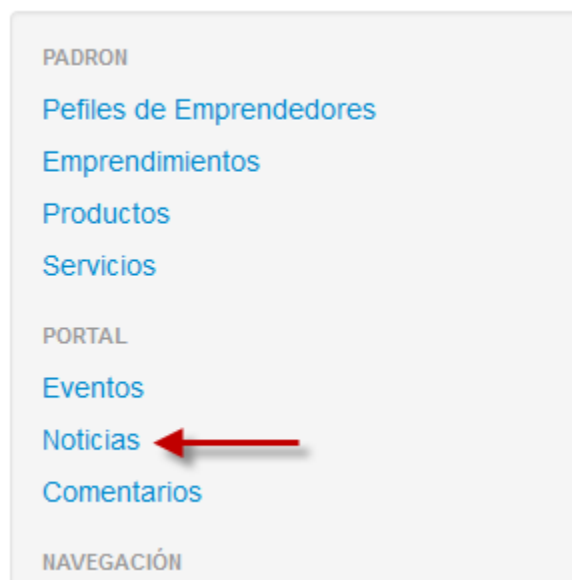 PADRON
Pefiles de Emprendedores
Emprendimientos
Productos
Servicios
PORTAL
Eventos
Noticias
Comentarios
NAVEGACIÓN